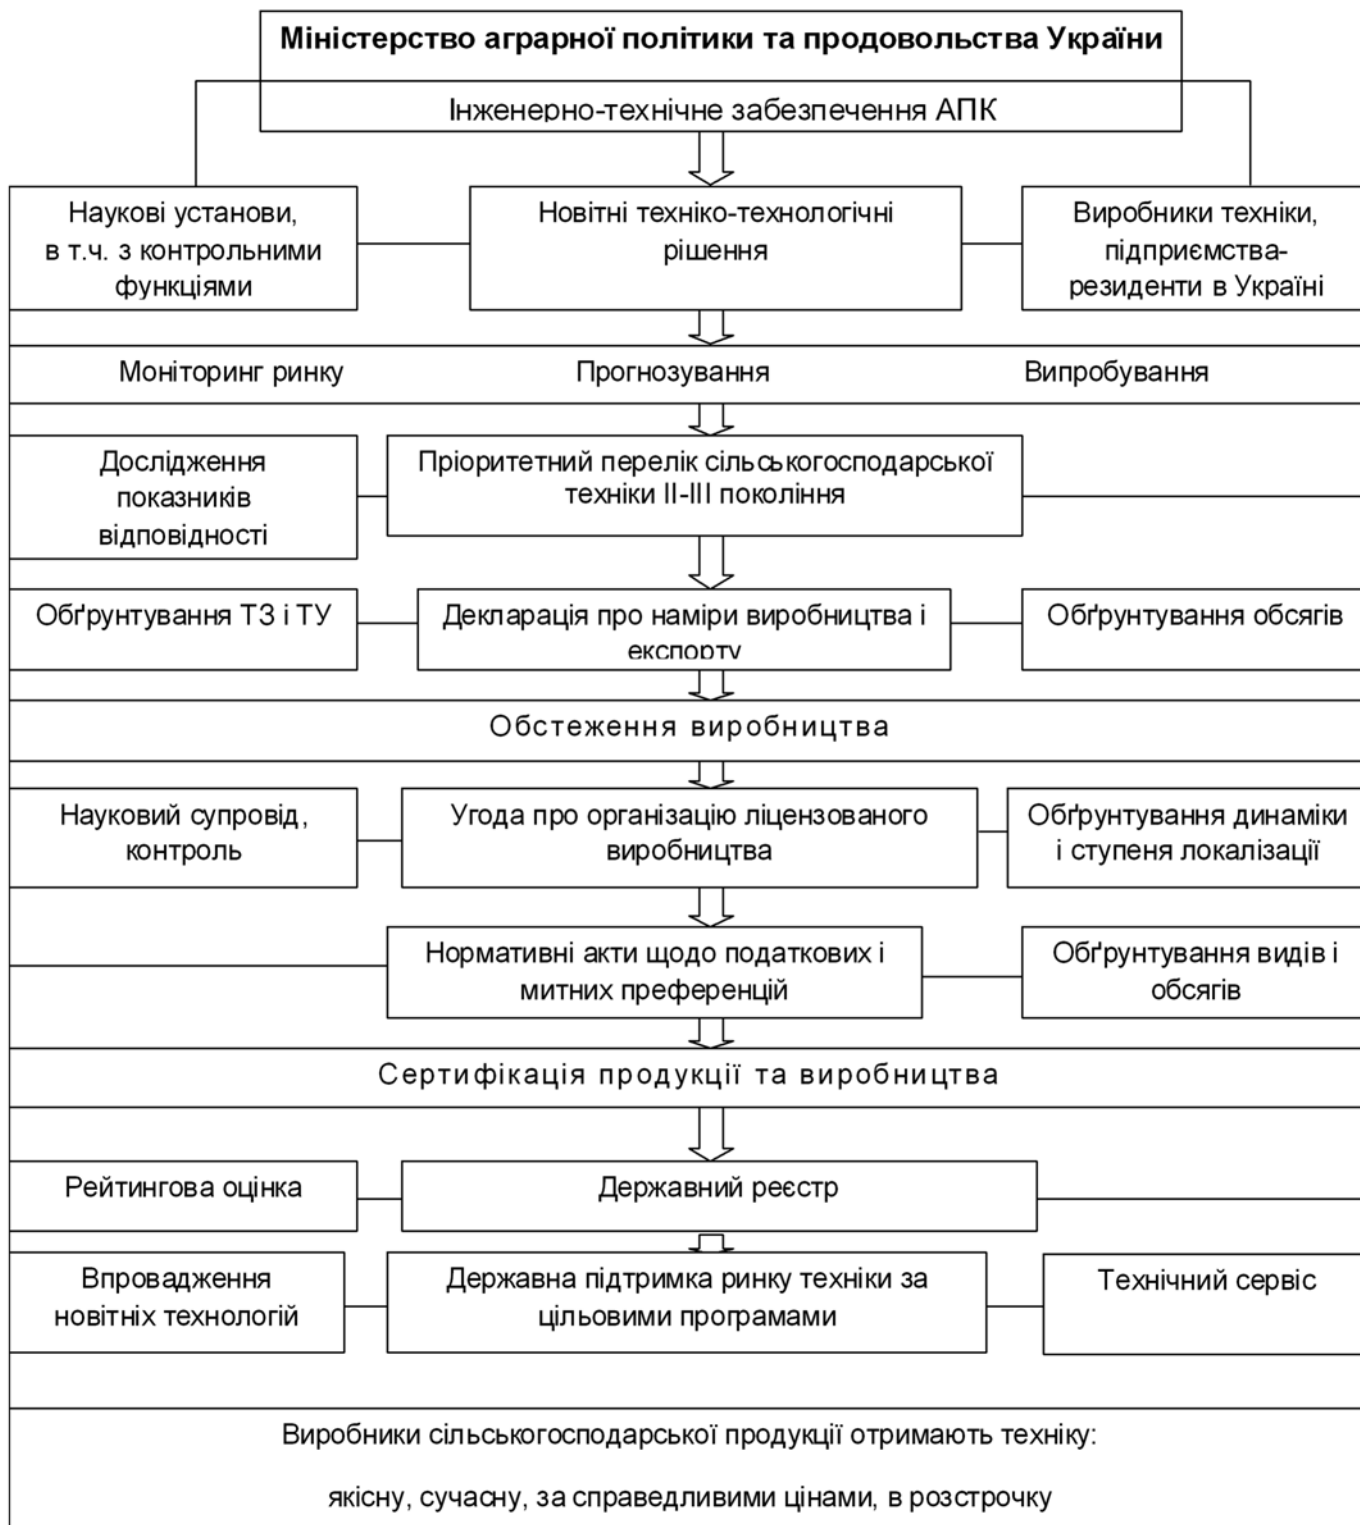 Міністерство аграрної політики та продовольства України
Інженерно-технічне забезпечення АПК
Наукові установи,
в т.ч. з контрольними
функціями
Новітні техніко-технологічні
рішення
Виробники техніки,
підприємства-
резиденти в Україні
Моніторинг ринку
Прогнозування
Випробування
Дослідження
показників
відповідності
Пріоритетний перелік сільськогосподарської
техніки II-III покоління
Обґрунтування ТЗ і ТУ
Декларація про наміри виробництва і
експорту
Обґрунтування обсягів
Обстеження виробництва
Науковий супровід,
контроль
Угода про організацію ліцензованого
виробництва
Обґрунтування динаміки
і ступеня локалізації
Нормативні акти щодо податкових і
митних преференцій
Обґрунтування видів і
обсягів
Сертифікація продукції та виробництва
Рейтингова оцінка
Державний реєстр
Впровадження
новітніх технологій
Державна підтримка ринку техніки за
цільовими програмами
Технічний сервіс
Виробники сільськогосподарської продукції отримають техніку:
якісну, сучасну, за справедливими цінами, в розстрочку